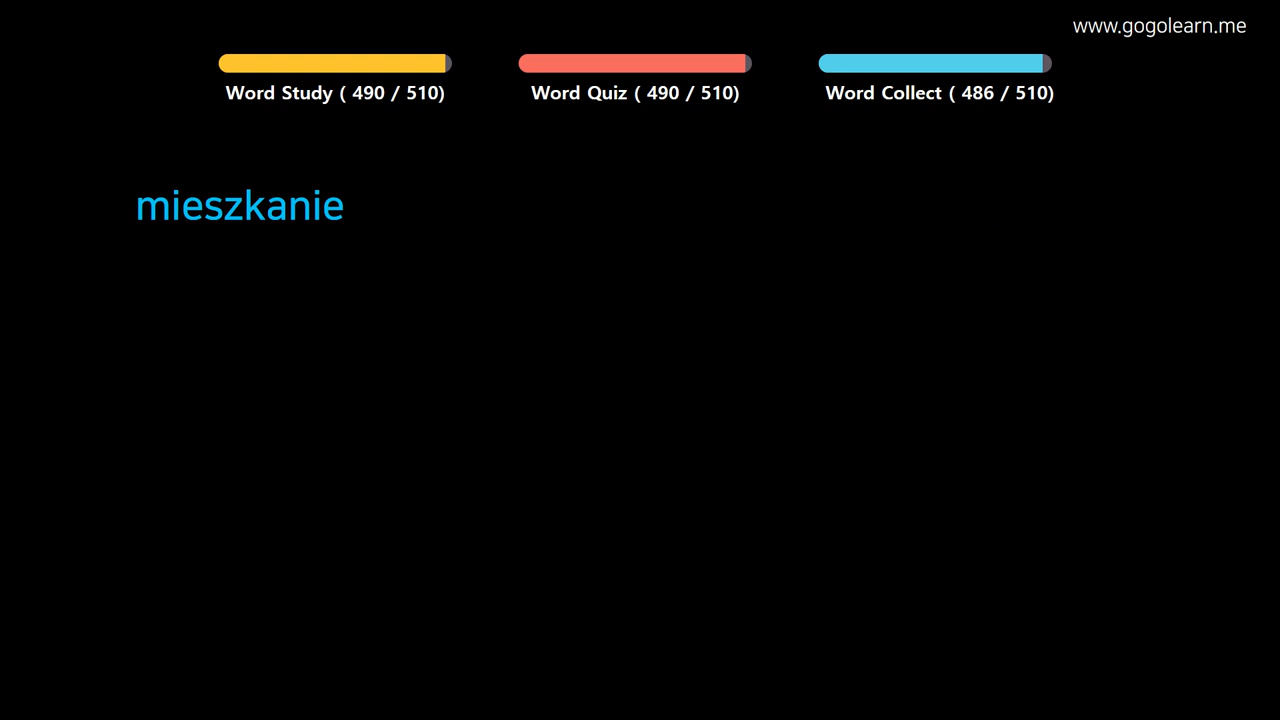 www.gogolearn.me
Word Study ( 490 / 510)
Word Quiz ( 490 / 510)
Word Collect ( 486 / 510)
mieszkanie